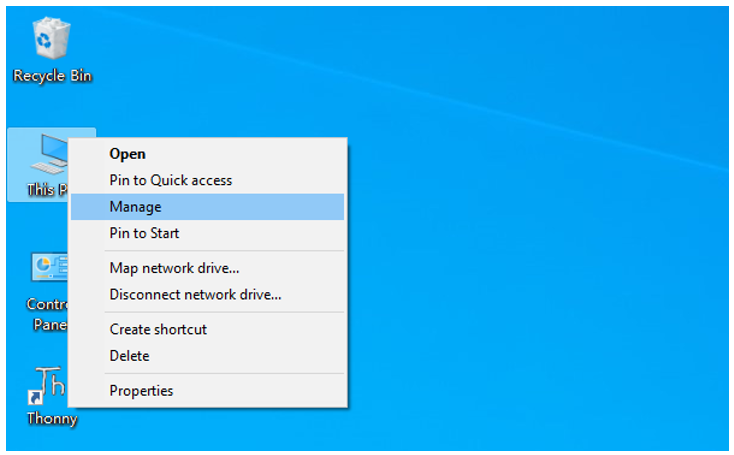 Recycle Bin
This P
Open
Pin to Quick access
Manage
Pin to Start
Map network drive...
Disconnect network drive...
Create shortcut
Delete
Properties
Contro
Pane
Th
Thonny